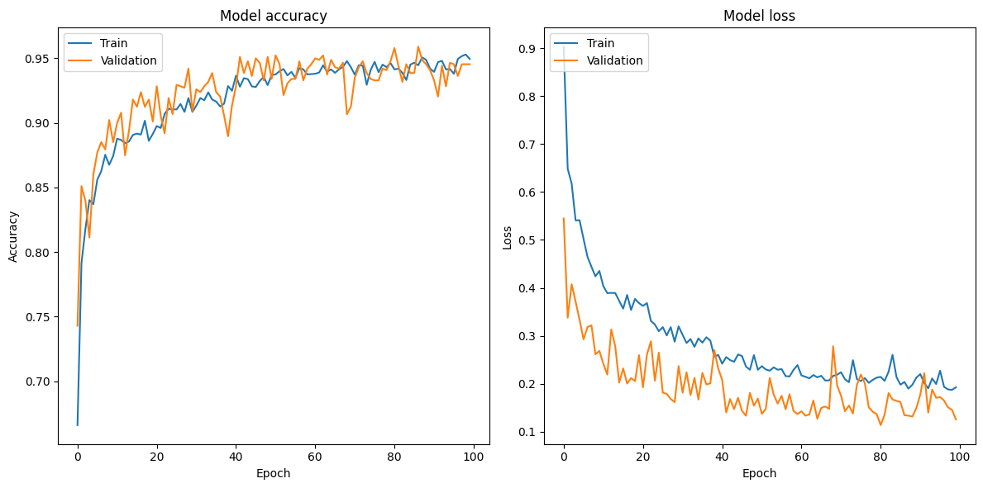 Model accuracy
Train
Validation
0.95
0.90
0.85
0.80
0.75
0.70
Accuracy
0 20 40 60 80 100
Epoch
Model loss
Train
Validation
0.9
0.8
0.7
0.6
0.5
0.4
0.3
0.2
0.1
Loss
0 20 40 60 80 100
Epoch